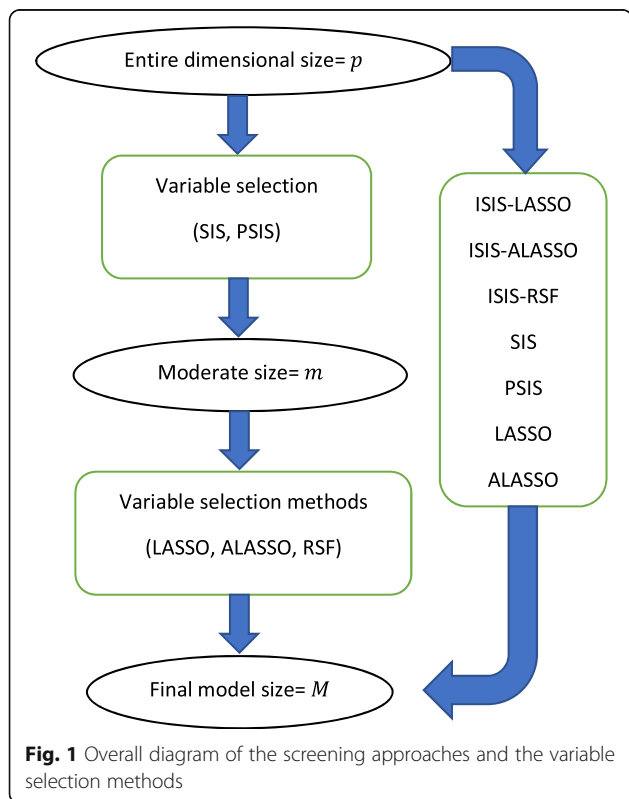 Entire dimensional size= p
Variable selection
(SIS, PSIS)
Moderate size= m
Variable selection methods
(LASSO, ALASSO, RSF)
Final model size= M
ISIS-LASSO
ISIS-ALASSO
ISIS-RSF
SIS
PSIS
LASSO
ALASSO
Fig. 1 Overall diagram of the screening approaches and the variable
selection methods